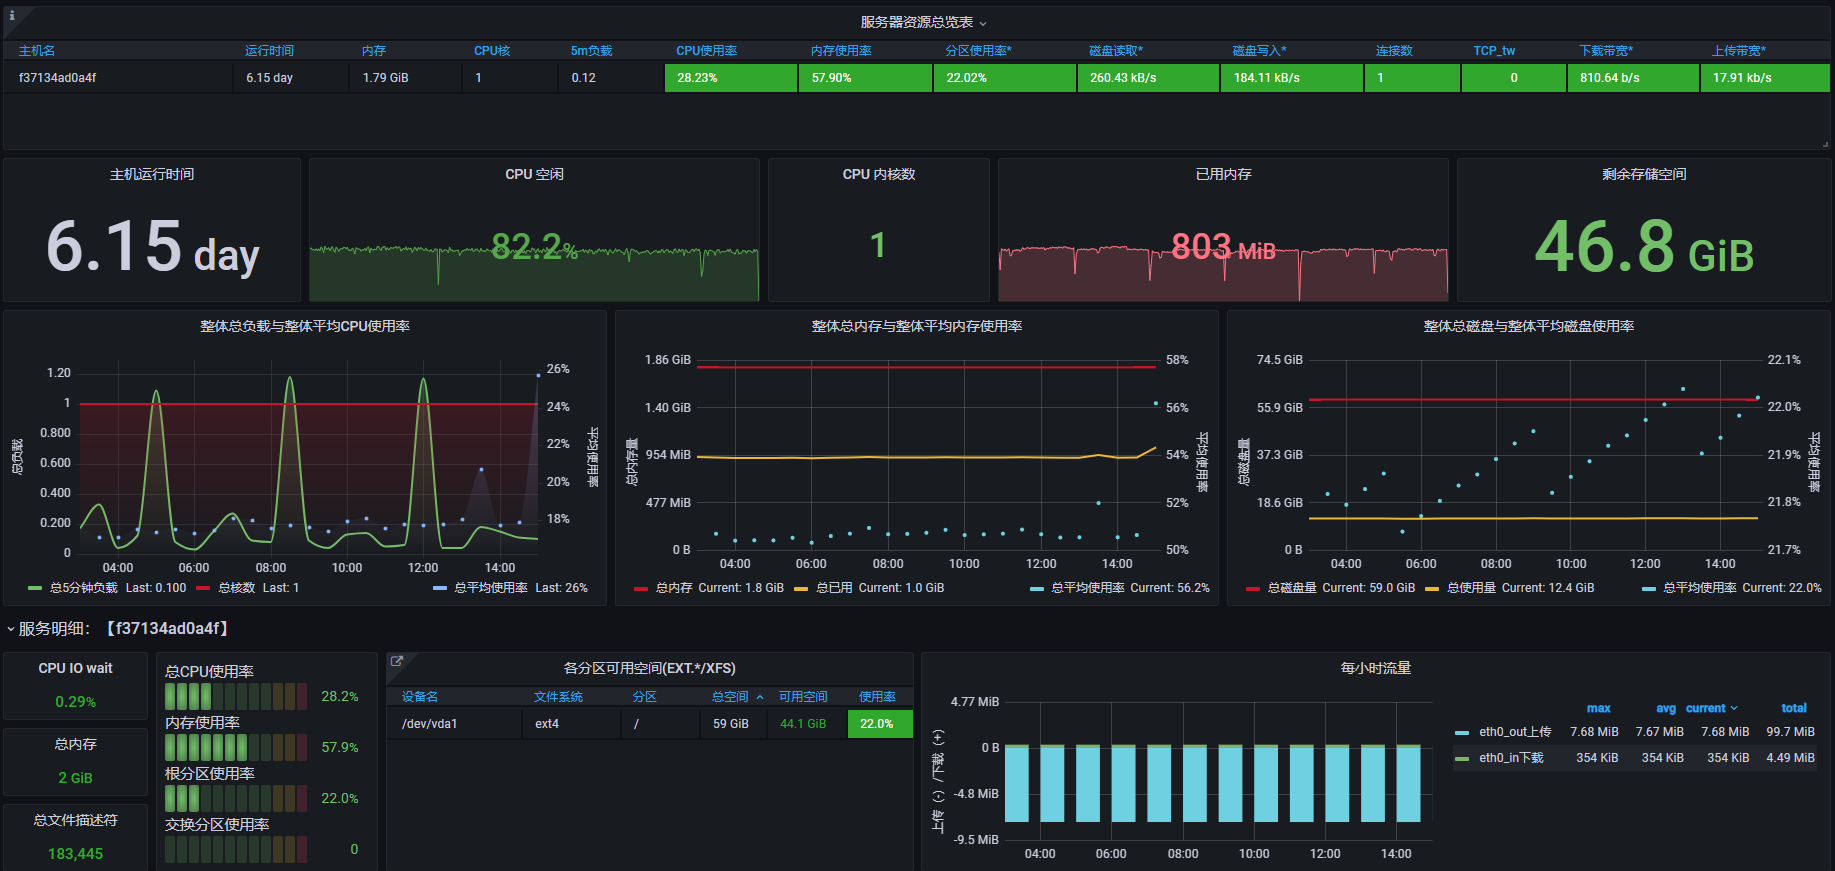 服务器资源总览表
主机名 运行时间 内存 CPU核 5m负载 CPU使用率 内存使用率 分区使用率* 磁盘读取* 磁盘写入* 连接数 TCP_tw 下载带宽* 上传带宽*
f37134ad0a4f 6.15 day 1.79 GiB 1 0.12 28.23% 57.90% 22.02% 260.43 kB/s 184.11 kB/s 1 0 810.64 b/s 17.91 kb/s
主机运行时间
6.15 day
CPU 空闲
82.2%
CPU 内核数
1
已用内存
803 MiB
剩余存储空间
46.8 GiB
整体总负载与整体平均CPU使用率
1.20
1
0.800
0.600
0.400
0.200
0
总负载
26%
24%
22%
20%
18%
平均使用率
04:00 06:00 08:00 10:00 12:00 14:00
总5分钟负载 Last: 0.100 总核数 Last: 1 总平均使用率 Last: 26%
整体总内存与整体平均内存使用率
1.86 GiB
1.40 GiB
954 MiB
477 MiB
0 B
总内存量
58%
56%
54%
52%
50%
平均使用率
04:00 06:00 08:00 10:00 12:00 14:00
总内存 Current: 1.8 GiB 总已用 Current: 1.0 GiB 总平均使用率 Current: 56.2%
整体总磁盘与整体平均磁盘使用率
74.5 GiB
55.9 GiB
37.3 GiB
18.6 GiB
0 B
总磁盘量
22.1%
22.0%
21.9%
21.8%
21.7%
平均使用率
04:00 06:00 08:00 10:00 12:00 14:00
总磁盘量 Current: 59.0 GiB 总使用量 Current: 12.4 GiB 总平均使用率 Current: 22.0%
服务明细：【f37134ad0a4f】
CPU IO wait
0.29%
总内存
2 GiB
总文件描述符
183,445
总CPU使用率
28.2%
内存使用率
57.9%
根分区使用率
22.0%
交换分区使用率
0
各分区可用空间(EXT.*/XFS)
设备名 文件系统 分区 总空间 可用空间 使用率
/dev/vda1 ext4 / 59 GiB 44.1 GiB 22.0%
每小时流量
4.77 MiB
0 B
-4.8 MiB
-9.5 MiB
上传（-）/下载（+）
04:00 06:00 08:00 10:00 12:00 14:00
max avg current total
eth0_out上传 7.68 MiB 7.67 MiB 7.68 MiB 99.7 MiB
eth0_in下载 354 KiB 354 KiB 354 KiB 4.49 MiB